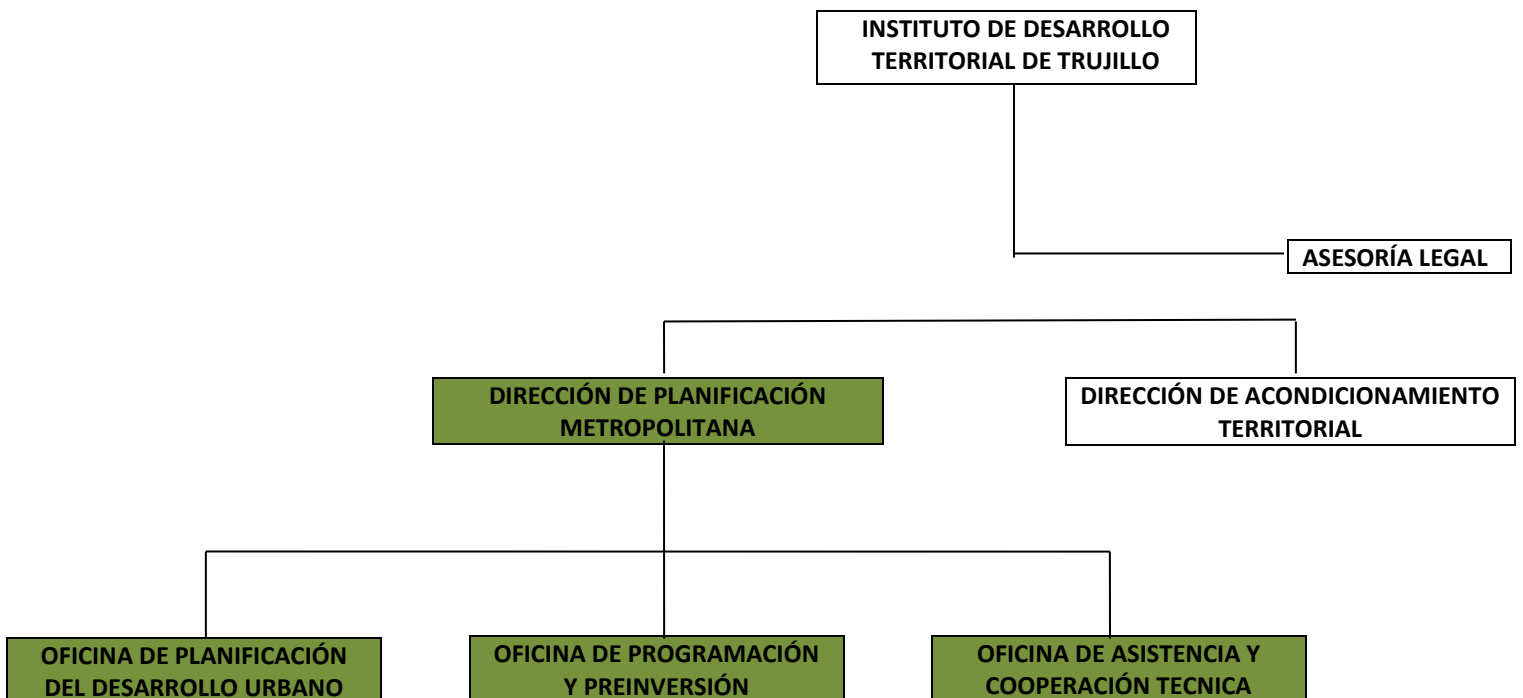 INSTITUTO DE DESARROLLO
TERRITORIAL DE TRUJILLO
ASESORÍA LEGAL
DIRECCIÓN DE PLANIFICACIÓN
METROPOLITANA
DIRECCIÓN DE ACONDICIONAMIENTO
TERRITORIAL
OFICINA DE PLANIFICACIÓN
DEL DESARROLLO URBANO
OFICINA DE PROGRAMACIÓN
Y PREINVERSIÓN
OFICINA DE ASISTENCIA Y
COOPERACIÓN TECNICA